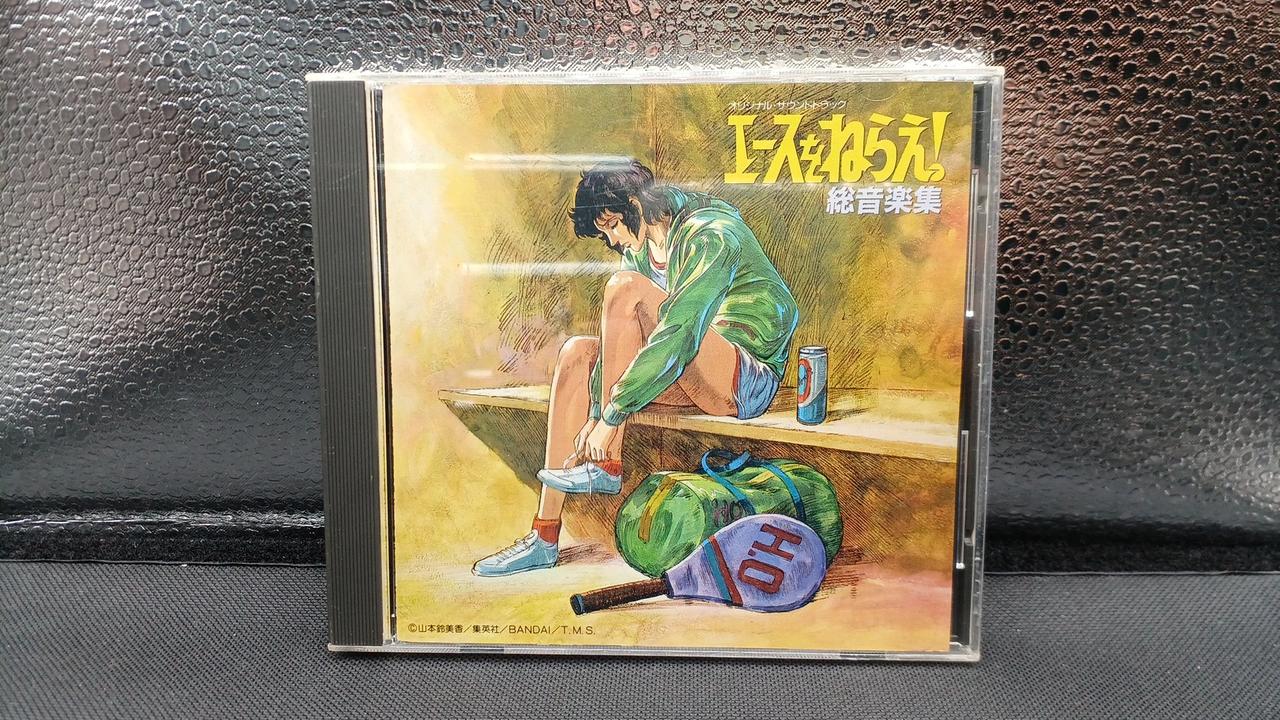 オリジナル・サウンドトラック
エースをねらえ!
総音楽集
HO
H.O
©山本鈴美香／集英社／BANDAI／T.M.S.